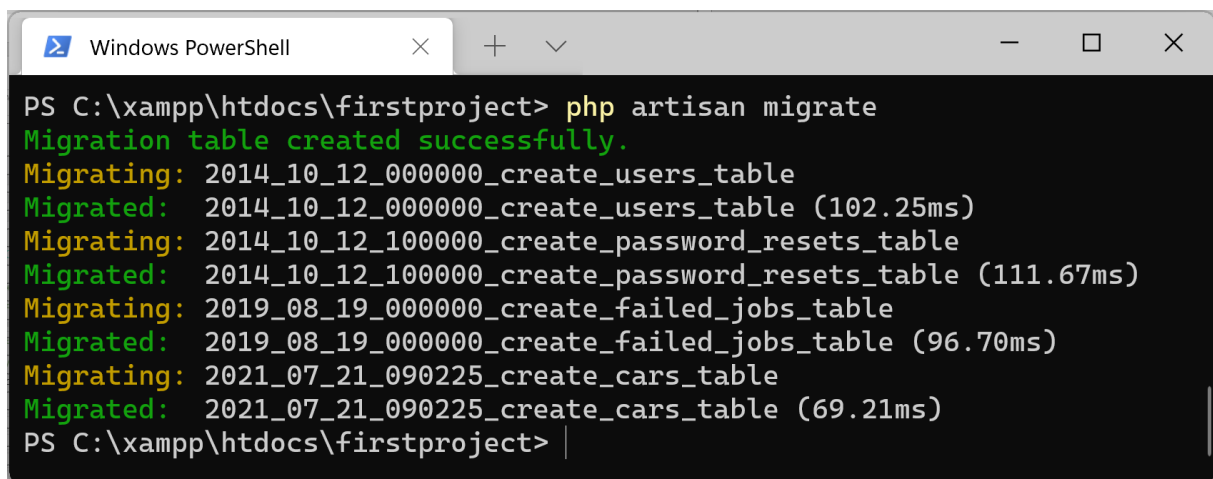 Windows PowerShell
PS C:\xampp\htdocs\firstproject> php artisan migrate
Migration table created successfully.
Migrating: 2014_10_12_000000_create_users_table
Migrated:  2014_10_12_000000_create_users_table (102.25ms)
Migrating: 2014_10_12_100000_create_password_resets_table
Migrated:  2014_10_12_100000_create_password_resets_table (111.67ms)
Migrating: 2019_08_19_000000_create_failed_jobs_table
Migrated:  2019_08_19_000000_create_failed_jobs_table (96.70ms)
Migrating: 2021_07_21_090225_create_cars_table
Migrated:  2021_07_21_090225_create_cars_table (69.21ms)
PS C:\xampp\htdocs\firstproject>